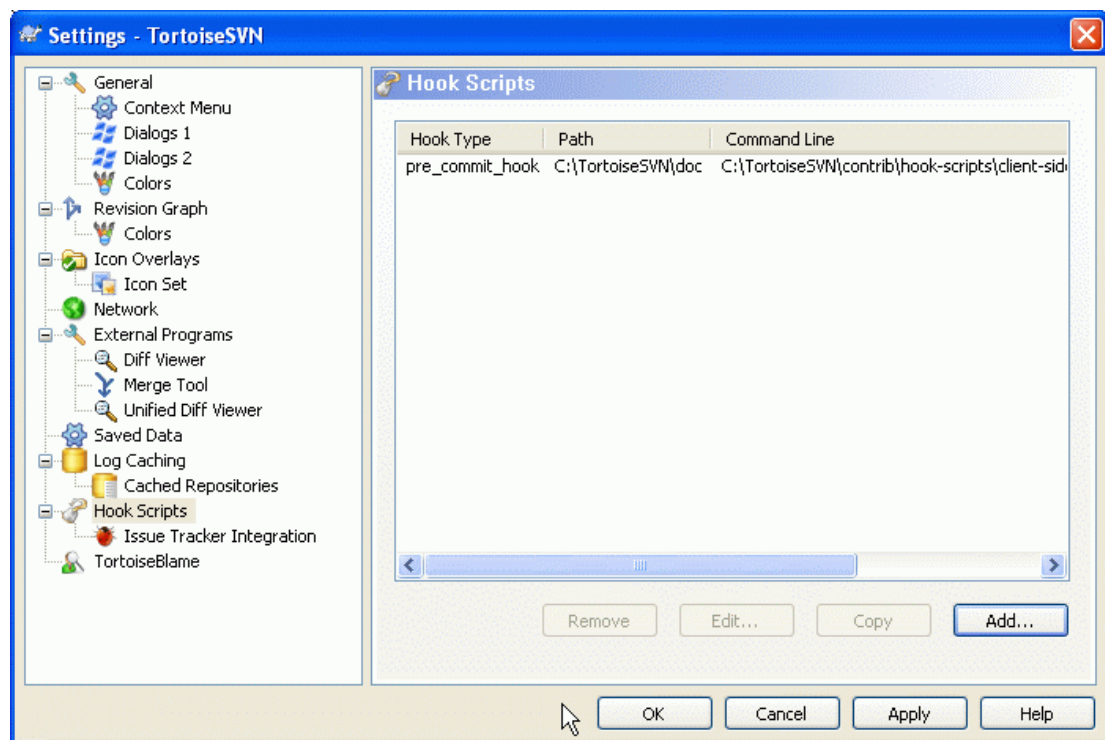 Settings - TortoiseSVN
General
Context Menu
Dialogs 1
Dialogs 2
Colors
Revision Graph
Colors
Icon Overlays
Icon Set
Network
External Programs
Diff Viewer
Merge Tool
Unified Diff Viewer
Saved Data
Log Caching
Cached Repositories
Hook Scripts
Issue Tracker Integration
TortoiseBlame
Hook Scripts
Hook Type Path Command Line
pre_commit_hook C:\TortoiseSVN\doc C:\TortoiseSVN\contrib\hook-scripts\client-sid
Remove Edit... Copy Add...
OK Cancel Apply Help